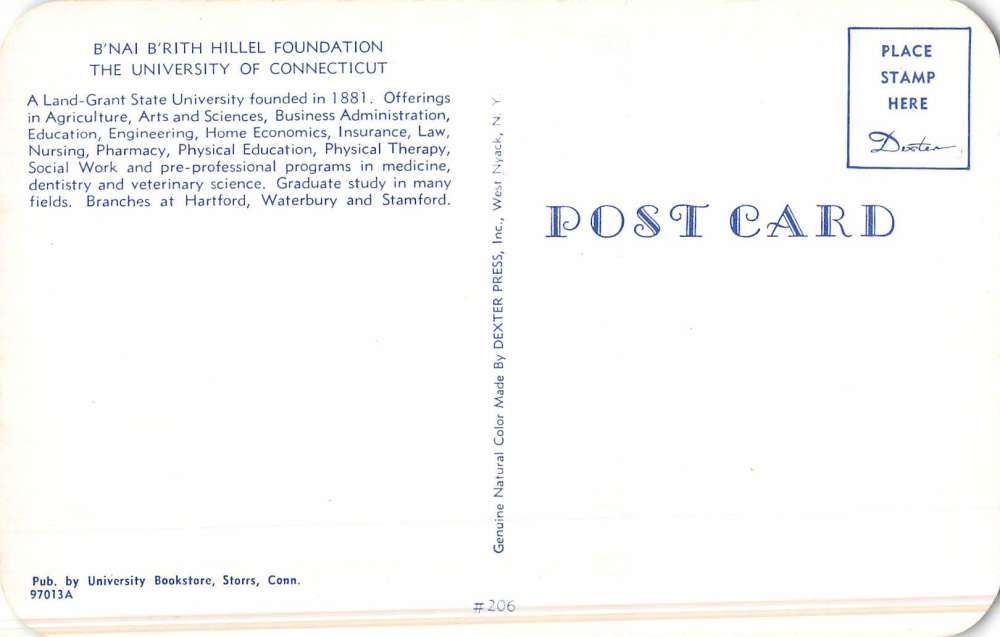 B'NAI B'RITH HILLEL FOUNDATION
THE UNIVERSITY OF CONNECTICUT
A Land-Grant State University founded in 1881. Offerings
in Agriculture, Arts and Sciences, Business Administration,
Education, Engineering, Home Economics, Insurance, Law,
Nursing, Pharmacy, Physical Education, Physical Therapy,
Social Work and pre-professional programs in medicine,
dentistry and veterinary science. Graduate study in many
fields. Branches at Hartford, Waterbury and Stamford.
Pub. by University Bookstore, Storrs, Conn.
97013A
Genuine Natural Color Made By DEXTER PRESS, Inc., West Nyack, N. Y.
#206
PLACE
STAMP
HERE
Dexter
POST CARD